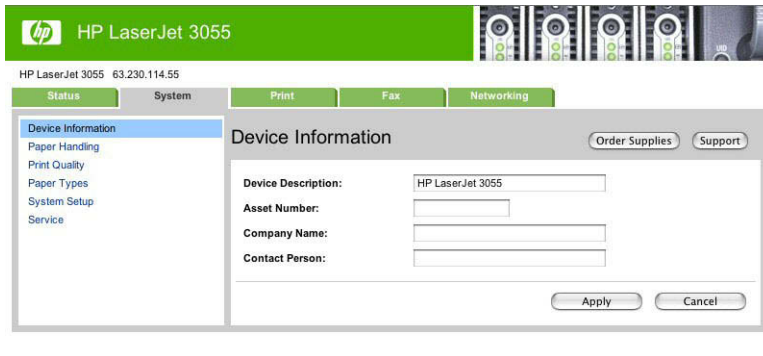 hp HP LaserJet 3055
UID
HP LaserJet 3055 63.230.114.55
Status System Print Fax Networking
Device Information
Paper Handling
Print Quality
Paper Types
System Setup
Service
Device Information
Order Supplies Support
Device Description: HP LaserJet 3055
Asset Number:
Company Name:
Contact Person:
Apply Cancel